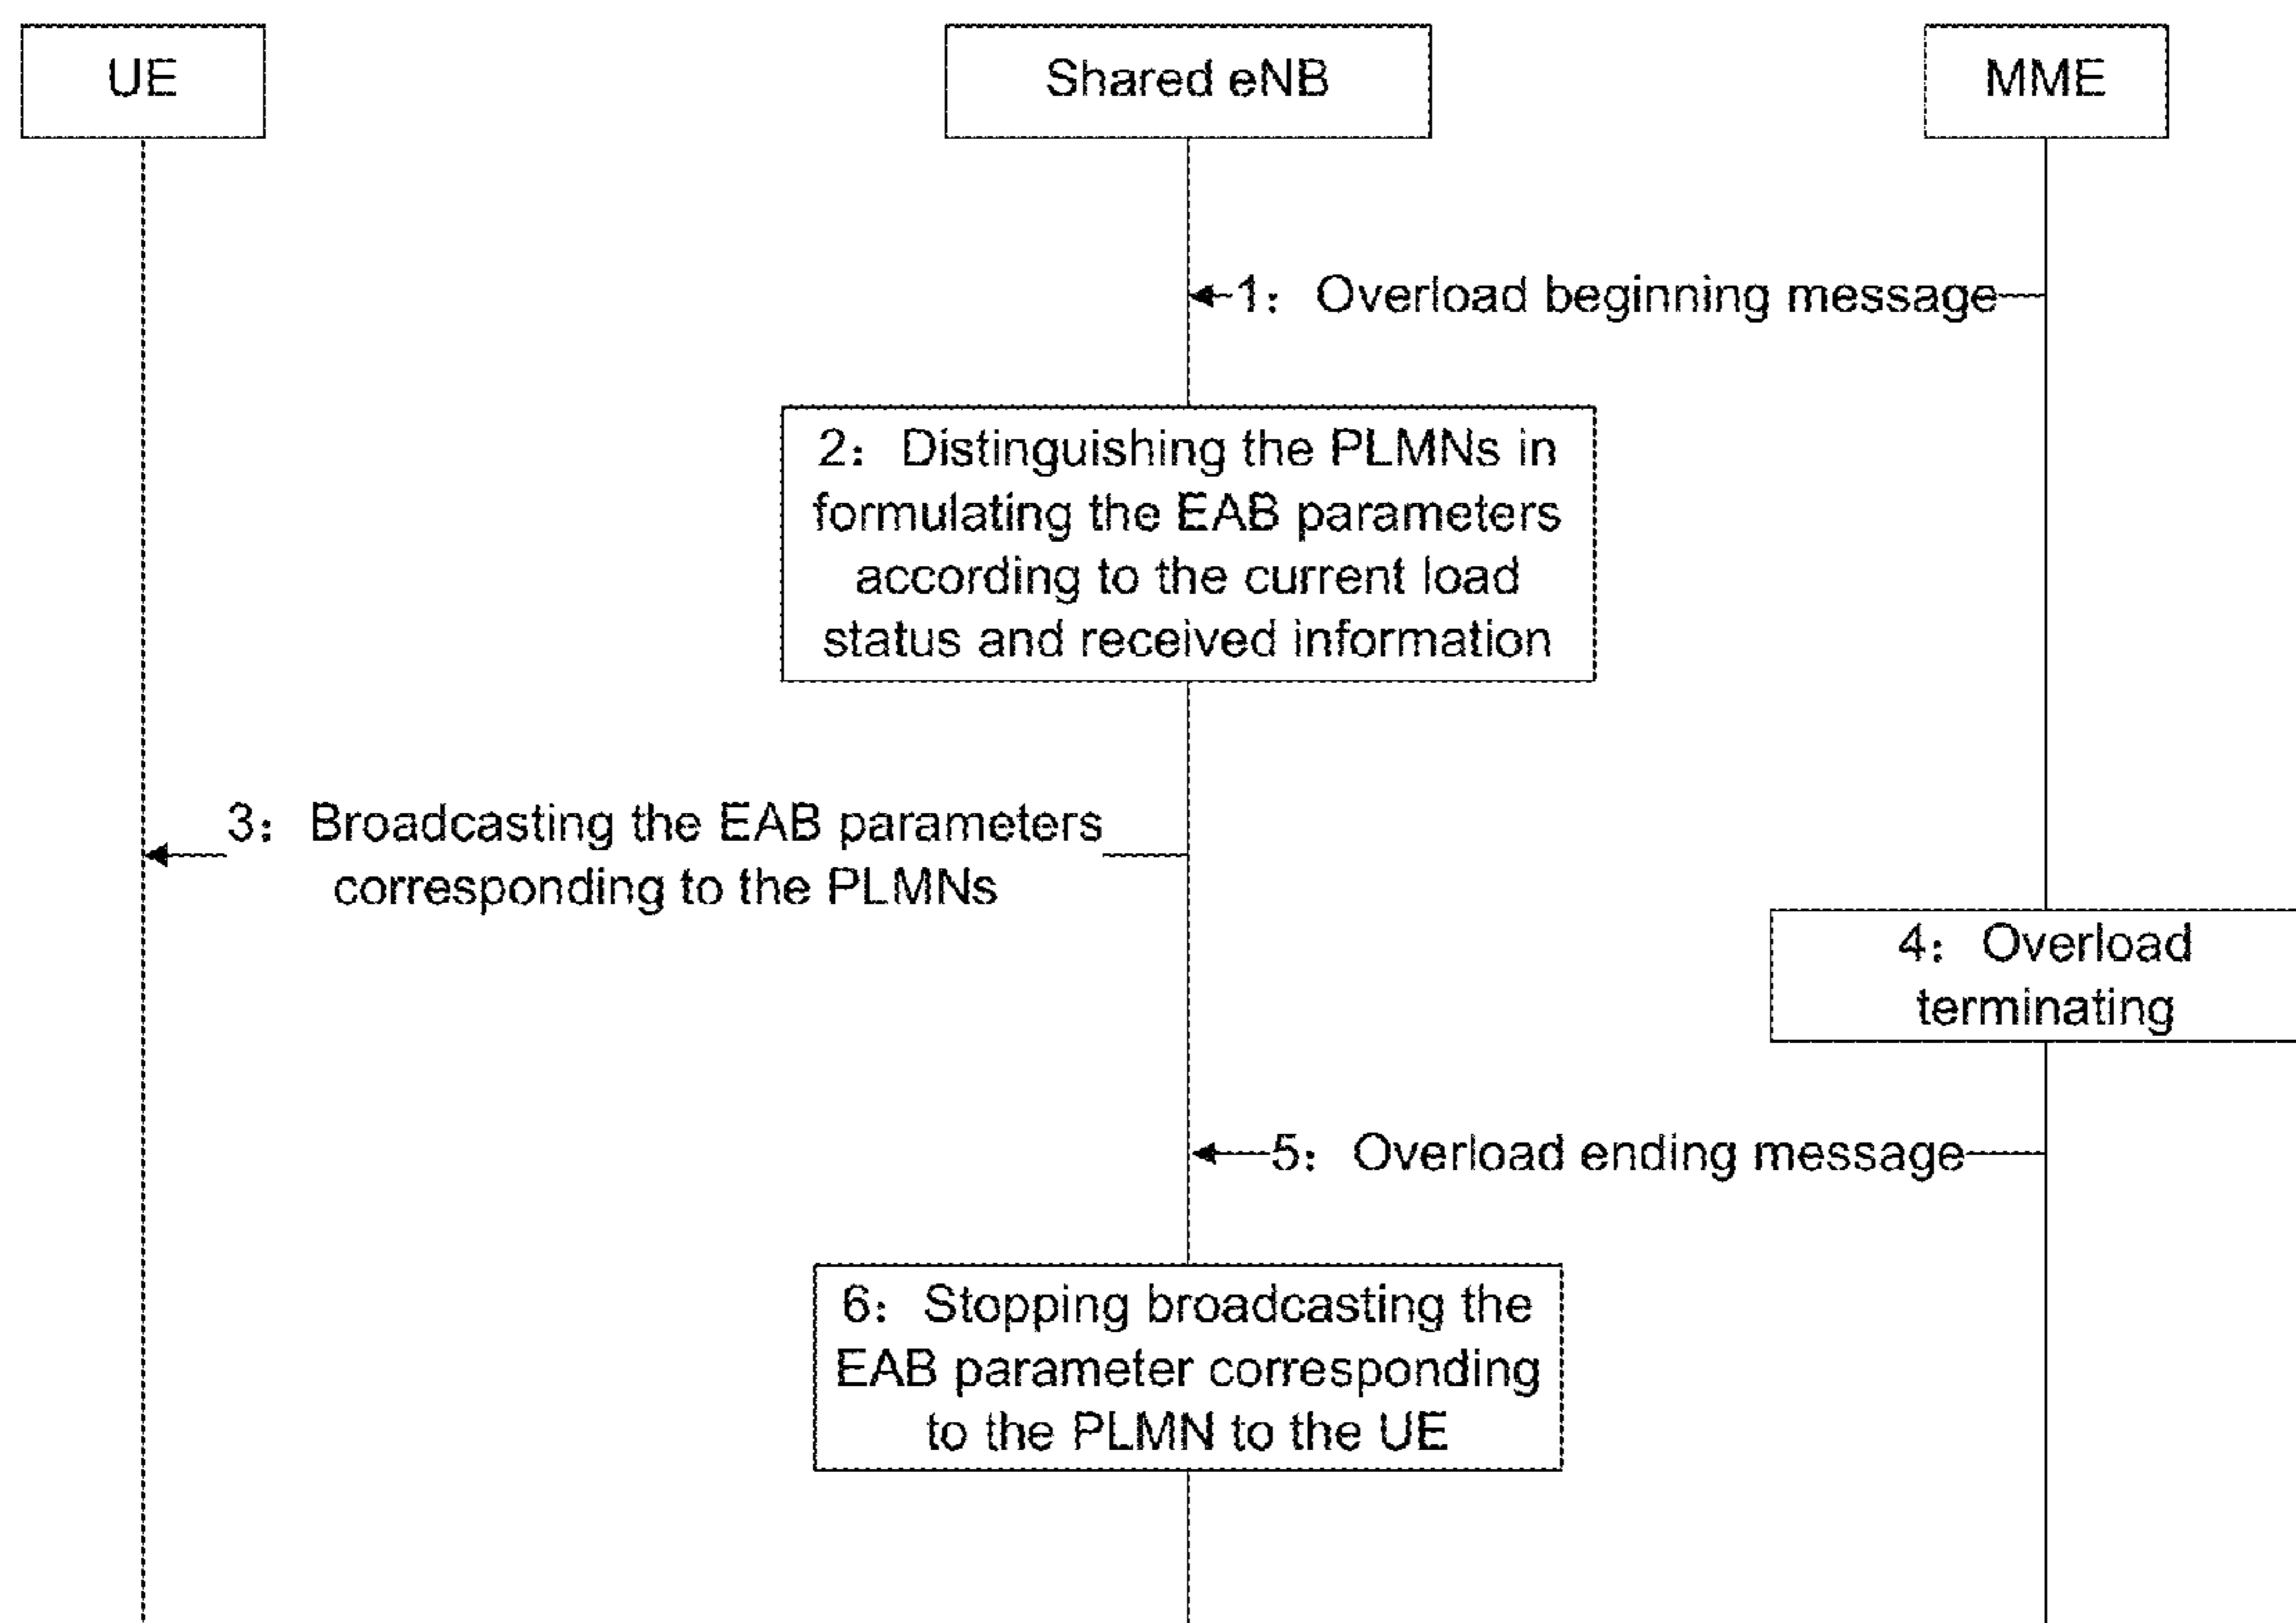 UE
Shared eNB
MME
1: Overload beginning message
2: Distinguishing the PLMNs in
formulating the EAB parameters
according to the current load
status and received information
3: Broadcasting the EAB parameters
corresponding to the PLMNs
4: Overload
terminating
5: Overload ending message
6: Stopping broadcasting the
EAB parameter corresponding
to the PLMN to the UE